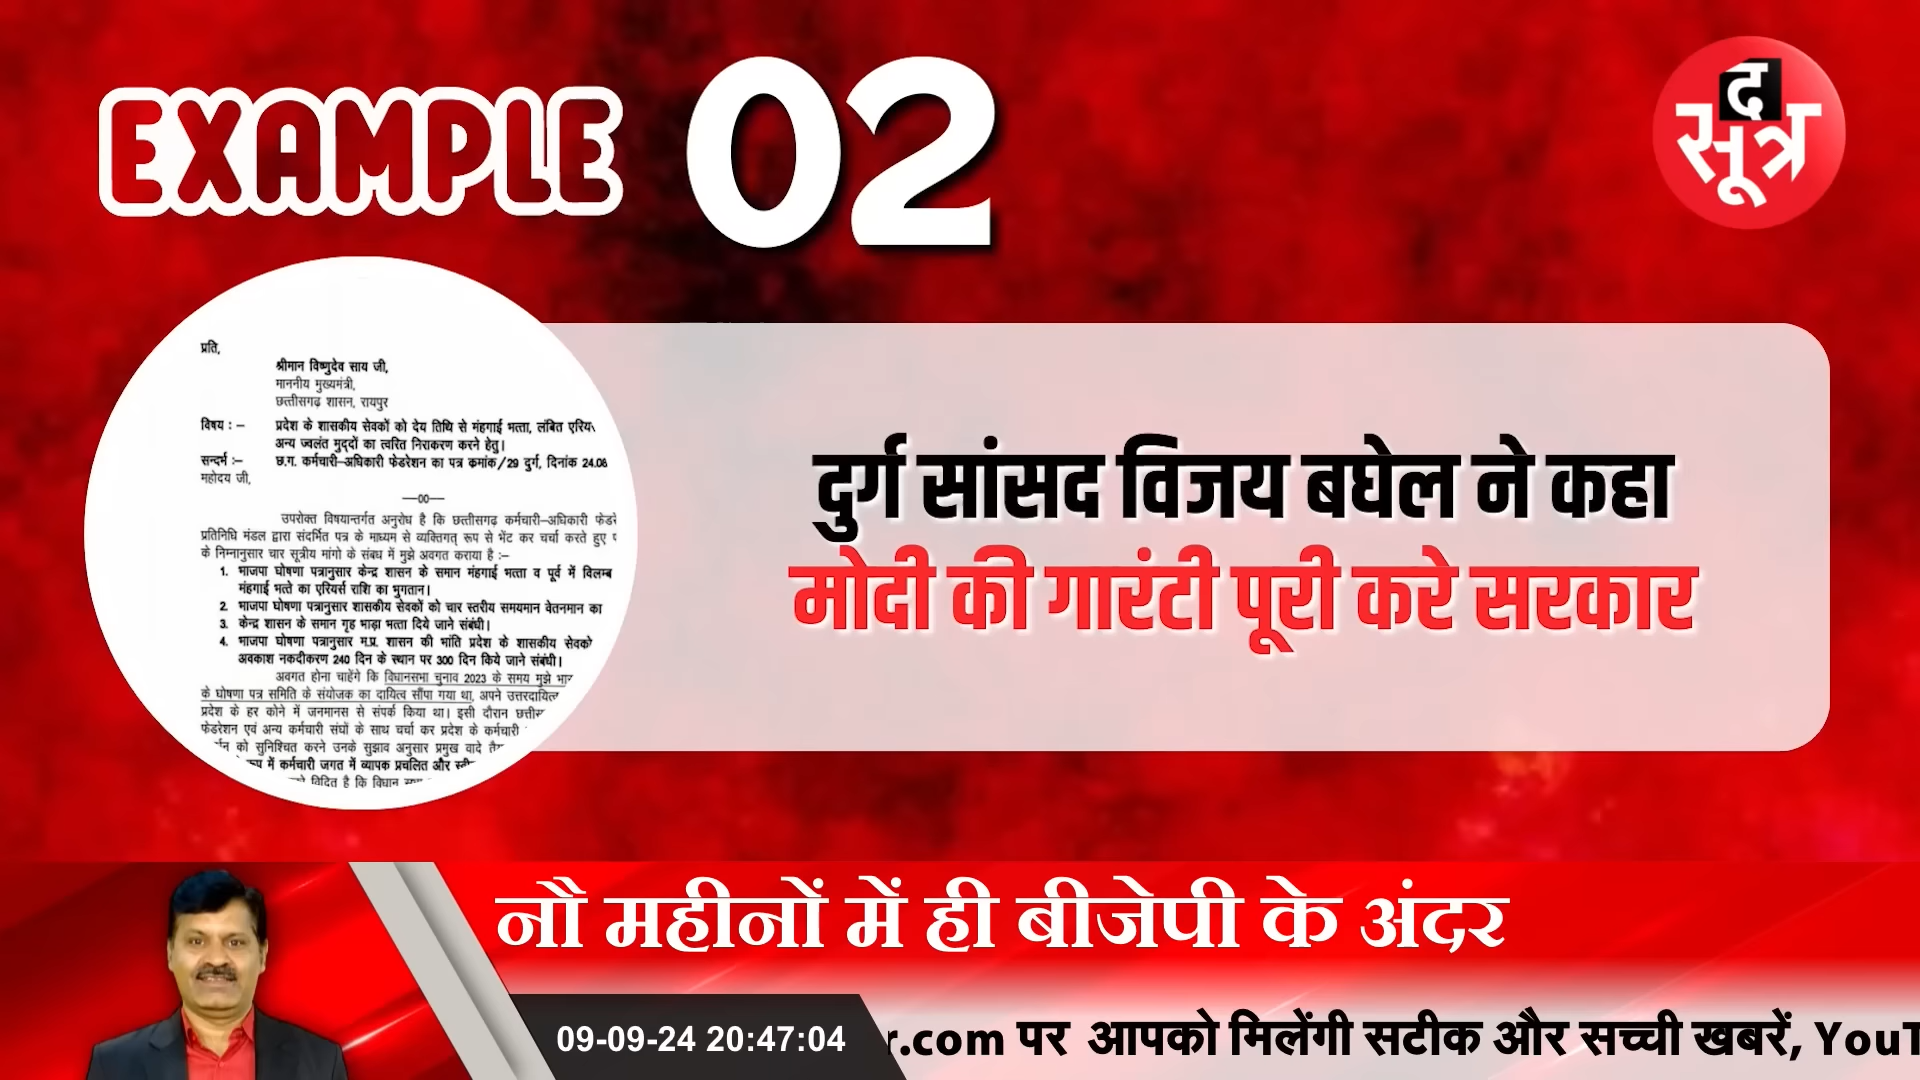 EXAMPLE 02
द
सूत्र
प्रति,
श्रीमान विष्णुदेव साय जी,
माननीय मुख्यमंत्री,
छत्तीसगढ़ शासन, रायपुर
विषय : – प्रदेश के शासकीय सेवकों को देय तिथि से मंहगाई भत्ता, लंबित
अन्य ज्वलंत मुद्दों का त्वरित निराकरण करने हेतु।
सन्दर्भ :– छ.ग. कर्मचारी–अधिकारी फेडरेशन का पत्र कमांक/29 दुर्ग, दिनांक 24.08
महोदय जी,
—00—
उपरोक्त विषयान्तर्गत अनुरोध है कि छत्तीसगढ़ कर्मचारी–अधिकारी
प्रतिनिधि मंडल द्वारा संदर्भित पत्र के माध्यम से व्यक्तिगत् रूप से भेंट कर चर्चा करते हुए
के निम्नानुसार चार सूत्रीय मांगो के संबध में मुझे अवगत कराया है :–
1. भाजपा घोषणा पत्रानुसार केन्द्र शासन के समान मंहगाई भत्ता व पूर्व में विलम्ब
मंहगाई भत्ते का एरियर्स राशि का भुगतान।
2. भाजपा घोषणा पत्रानुसार शासकीय सेवकों को चार स्तरीय समयमान वेतनमान का
3. केन्द्र शासन के समान गृह भाड़ा भत्ता दिये जाने संबंधी।
4. भाजपा घोषणा पत्रानुसार म.प्र. शासन की भांति प्रदेश के शासकीय सेवको
अवकाश नकदीकरण 240 दिन के स्थान पर 300 दिन किये जाने संबंधी।
अवगत होना चाहेंगे कि विधानसभा चुनाव 2023 के समय मुझे
के घोषणा पत्र समिति के संयोजक का दायित्व सौंपा गया था, अपने
प्रदेश के हर कोने में जनमानस से संपर्क किया था। इसी दौरान
फेडरेशन एवं अन्य कर्मचारी संघों के साथ चर्चा कर प्रदेश के कर्मचारी
को सुनिश्चित करने उनके सुझाव अनुसार प्रमुख वादे
में कर्मचारी जगत में व्यापक प्रचलित और
विदित है कि विधान
दुर्ग सांसद विजय बघेल ने कहा
मोदी की गारंटी पूरी करे सरकार
नौ महीनों में ही बीजेपी के अंदर
09-09-24 20:47:04
r.com पर आपको मिलेंगी सटीक और सच्ची खबरें, YouT